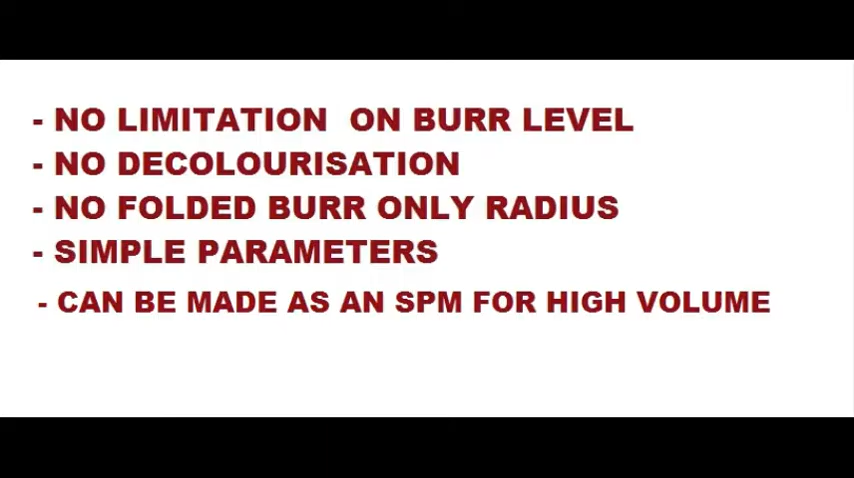 - NO LIMITATION  ON BURR LEVEL
- NO DECOLOURISATION
- NO FOLDED BURR ONLY RADIUS
- SIMPLE PARAMETERS
- CAN BE MADE AS AN SPM FOR HIGH VOLUME